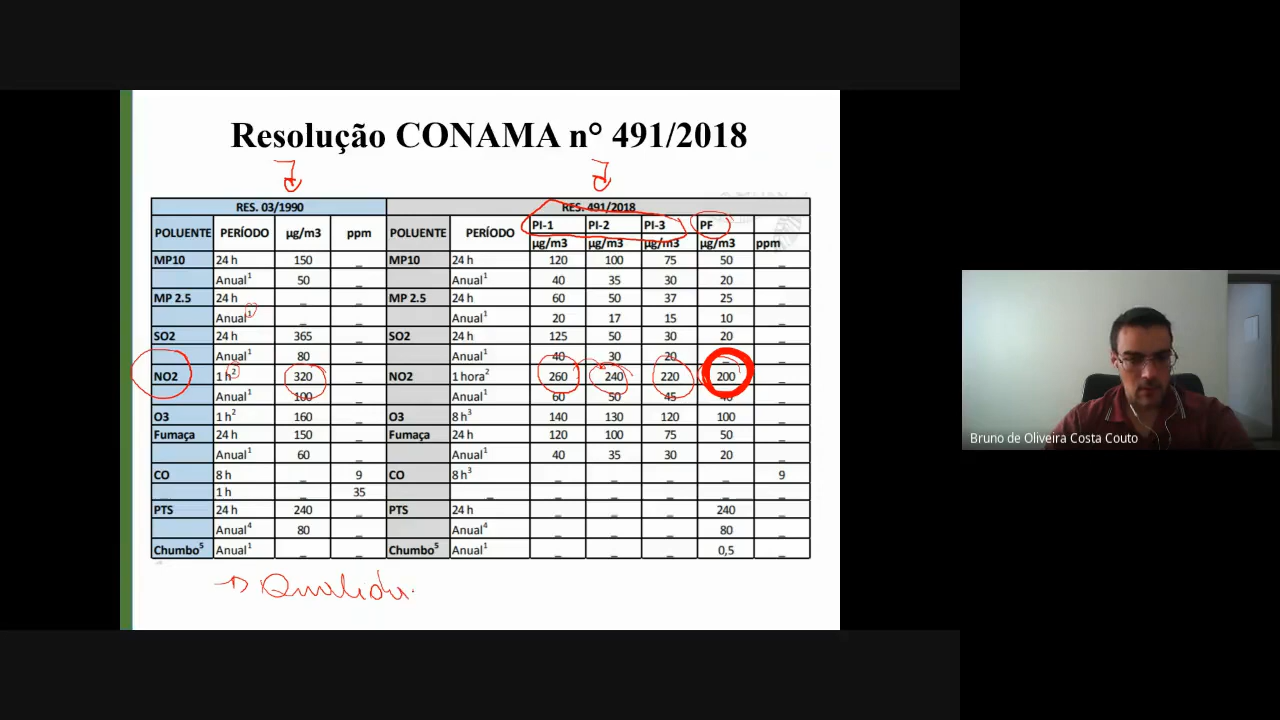 Resolução CONAMA n° 491/2018
RES. 03/1990 RES. 491/2018
POLUENTE PERÍODO µg/m3 ppm POLUENTE PERÍODO PI-1 PI-2 PI-3 PF
µg/m3 µg/m3 µg/m3 µg/m3 ppm
MP10 24 h 150 _ MP10 24 h 120 100 75 50 _
Anual1 50 _ Anual1 40 35 30 20 _
MP 2.5 24 h _ _ MP 2.5 24 h 60 50 37 25 _
Anual1 _ _ Anual1 20 17 15 10 _
SO2 24 h 365 _ SO2 24 h 125 50 30 20 _
Anual1 80 _ Anual1 40 30 20 _ _
NO2 1 h2 320 _ NO2 1 hora2 260 240 220 200 _
Anual1 100 _ Anual1 60 50 45 40 _
O3 1 h2 160 _ O3 8 h3 140 130 120 100 _
Fumaça 24 h 150 _ Fumaça 24 h 120 100 75 50 _
Anual1 60 _ Anual1 40 35 30 20 _
CO 8 h _ 9 CO 8 h3 _ _ _ _ 9
_ 1 h _ 35 _ _ _ _ _ _
PTS 24 h 240 _ PTS 24 h _ _ _ 240 _
Anual4 80 _ Anual4 _ _ _ 80 _
Chumbo5 Anual1 _ _ Chumbo5 Anual1 _ _ _ 0,5 _
Bruno de Oliveira Costa Couto